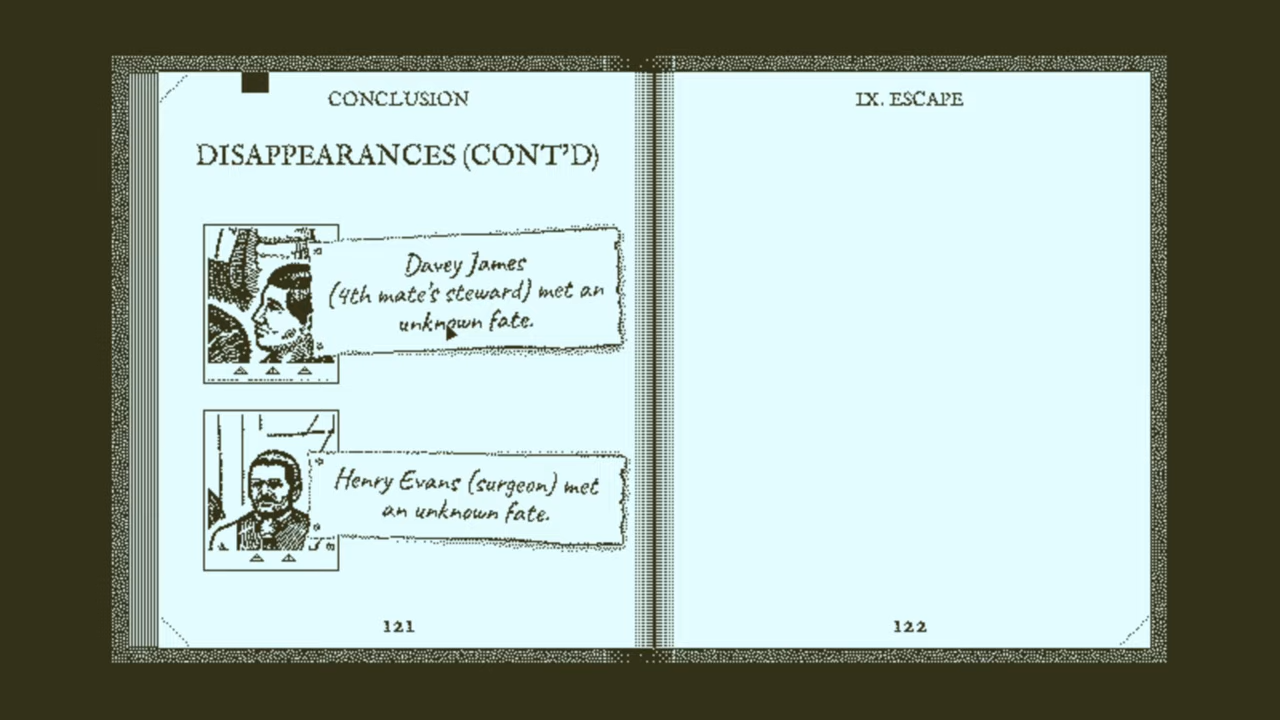 CONCLUSION
DISAPPEARANCES (CONT'D)
Davey James
(4th mate's steward) met an
unknown fate.
Henry Evans (surgeon) met
an unknown fate.
121
IX. ESCAPE
122